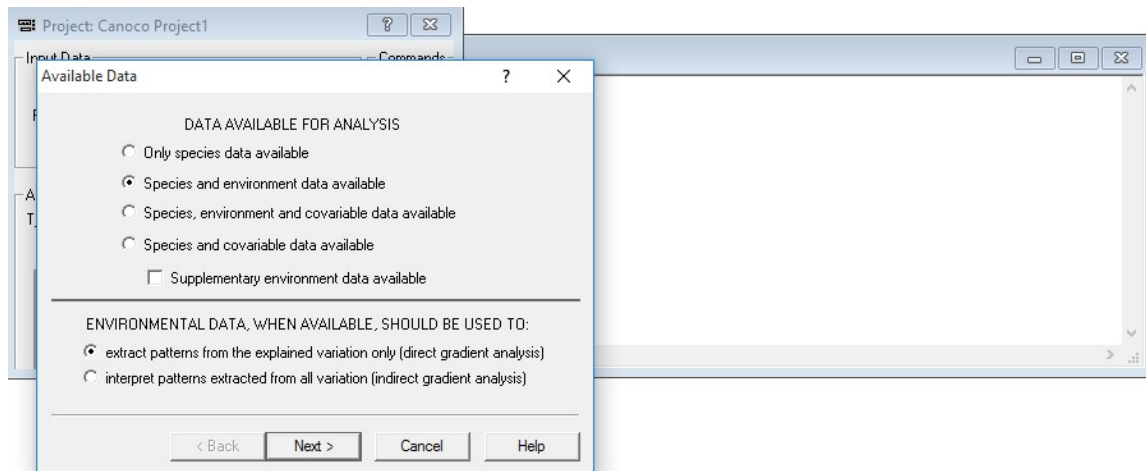 Project: Canoco Project1
Input Data
Commands
Available Data
?
DATA AVAILABLE FOR ANALYSIS
Only species data available
Species and environment data available
Species, environment and covariable data available
Species and covariable data available
Supplementary environment data available
ENVIRONMENTAL DATA, WHEN AVAILABLE, SHOULD BE USED TO:
extract patterns from the explained variation only (direct gradient analysis)
interpret patterns extracted from all variation (indirect gradient analysis)
< Back Next > Cancel Help